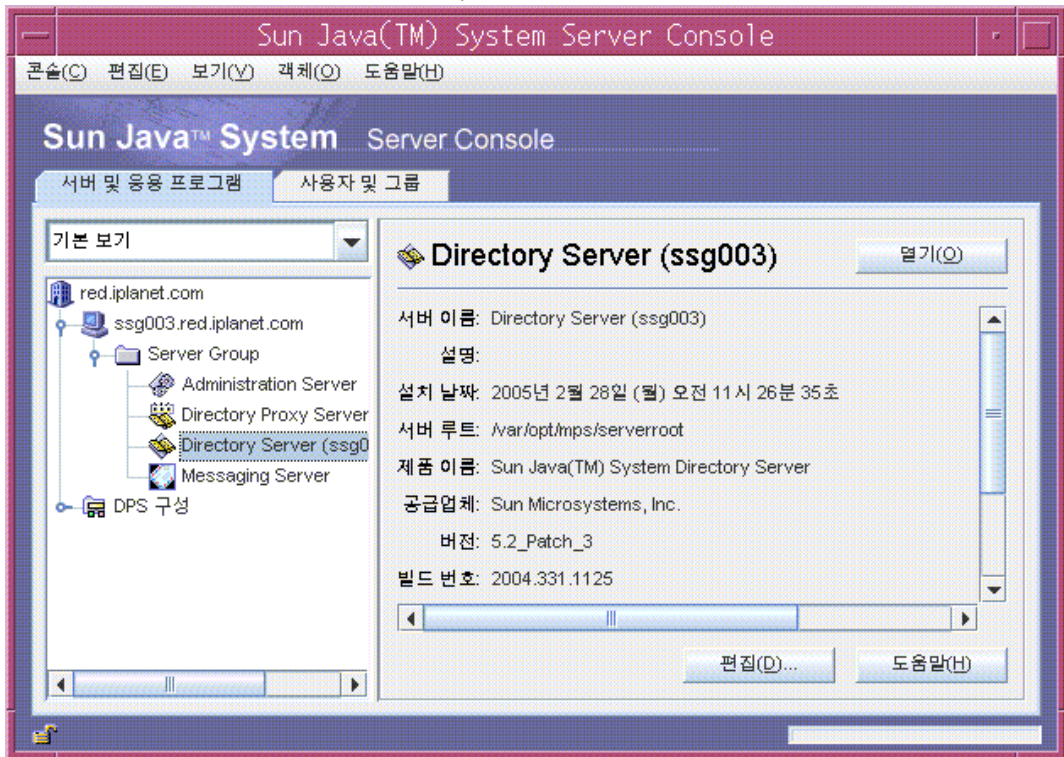 Sun Java(TM) System Server Console
콘솔(C) 편집(E) 보기(V) 객체(O) 도움말(H)
Sun Java™ System Server Console
서버 및 응용 프로그램 사용자 및 그룹
기본 보기
red.iplanet.com
ssg003.red.iplanet.com
Server Group
Administration Server
Directory Proxy Server
Directory Server (ssg0
Messaging Server
DPS 구성
Directory Server (ssg003)
열기(O)
서버 이름: Directory Server (ssg003)
설명:
설치 날짜: 2005년 2월 28일 (월) 오전 11시 26분 35초
서버 루트: /var/opt/mps/serverroot
제품 이름: Sun Java(TM) System Directory Server
공급업체: Sun Microsystems, Inc.
버전: 5.2_Patch_3
빌드 번호: 2004.331.1125
편집(D)... 도움말(H)